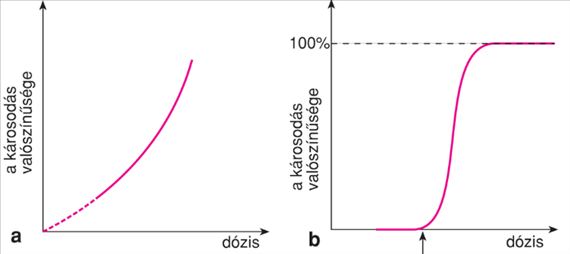 a károsodás
valószínűsége
a
dózis
100%
a károsodás
valószínűsége
b
dózis